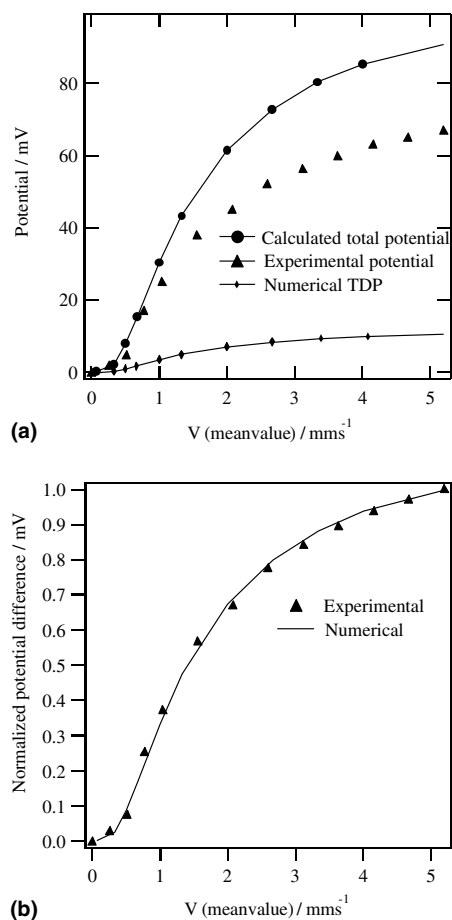 80
60
40
20
0
Potential / mV
Calculated total potential
Experimental potential
Numerical TDP
0 1 2 3 4 5
(a)
V (meanvalue) / mms-1
1.0
0.9
0.8
0.7
0.6
0.5
0.4
0.3
0.2
0.1
0.0
Normalized potential difference / mV
Experimental
Numerical
0 1 2 3 4 5
(b)
V (meanvalue) / mms-1